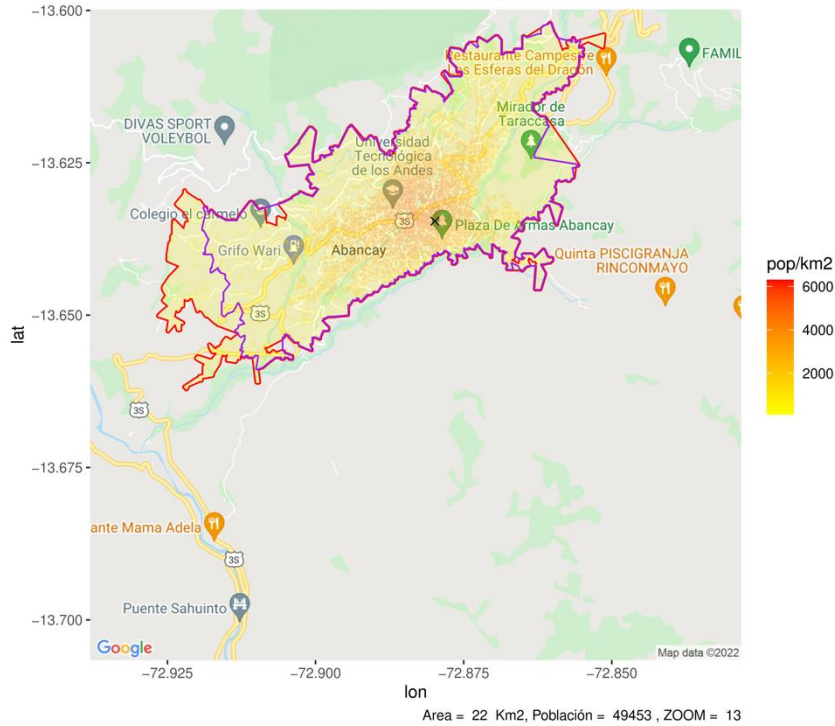 −13.600
−13.625
−13.650
−13.675
−13.700
lat
Restaurante Campestre
Las Esferas del Dragón
FAMIL
DIVAS SPORT
VOLEYBOL
Mirador de
Taraccasa
Universidad
Tecnológica
de los Andes
Colegio el carmelo
3S
Plaza De Armas Abancay
Grifo Wari
Abancay
Quinta PISCIGRANJA
RINCONMAYO
3S
3S
ante Mama Adela
3S
Puente Sahuinto
Google
Map data ©2022
−72.925
−72.900
−72.875
−72.850
lon
pop/km2
6000
4000
2000
Area = 22 Km2, Población = 49453 , ZOOM = 13